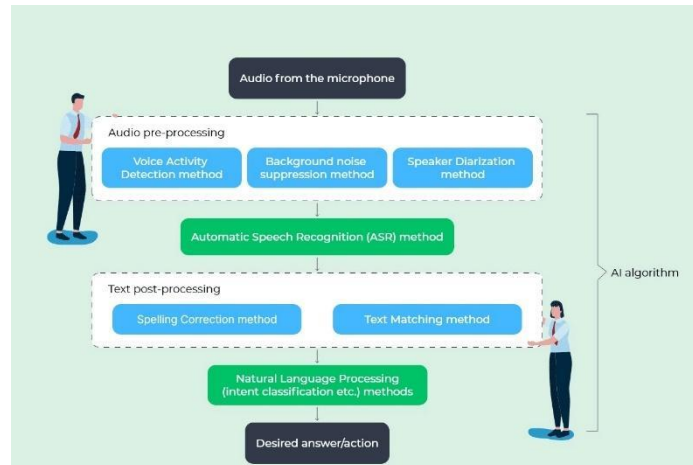 Audio from the microphone
Audio pre-processing
Voice Activity
Detection method
Background noise
suppression method
Speaker Diarization
method
Automatic Speech Recognition (ASR) method
AI algorithm
Text post-processing
Spelling Correction method
Text Matching method
Natural Language Processing
(intent classification etc.) methods
Desired answer/action